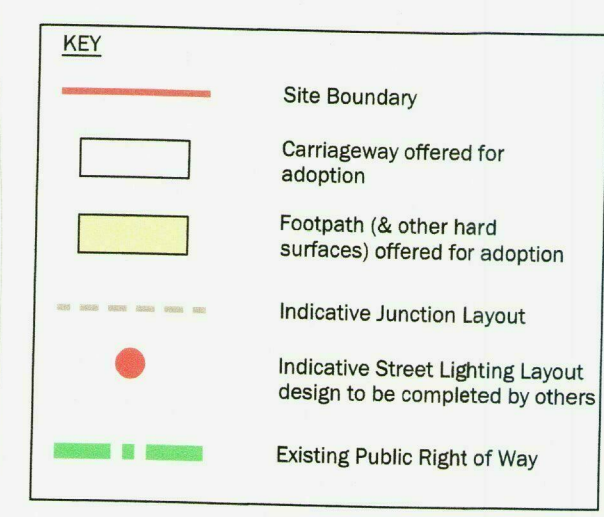 KEY
Site Boundary
Carriageway offered for
adoption
Footpath (& other hard
surfaces) offered for adoption
Indicative Junction Layout
Indicative Street Lighting Layout
design to be completed by others
Existing Public Right of Way